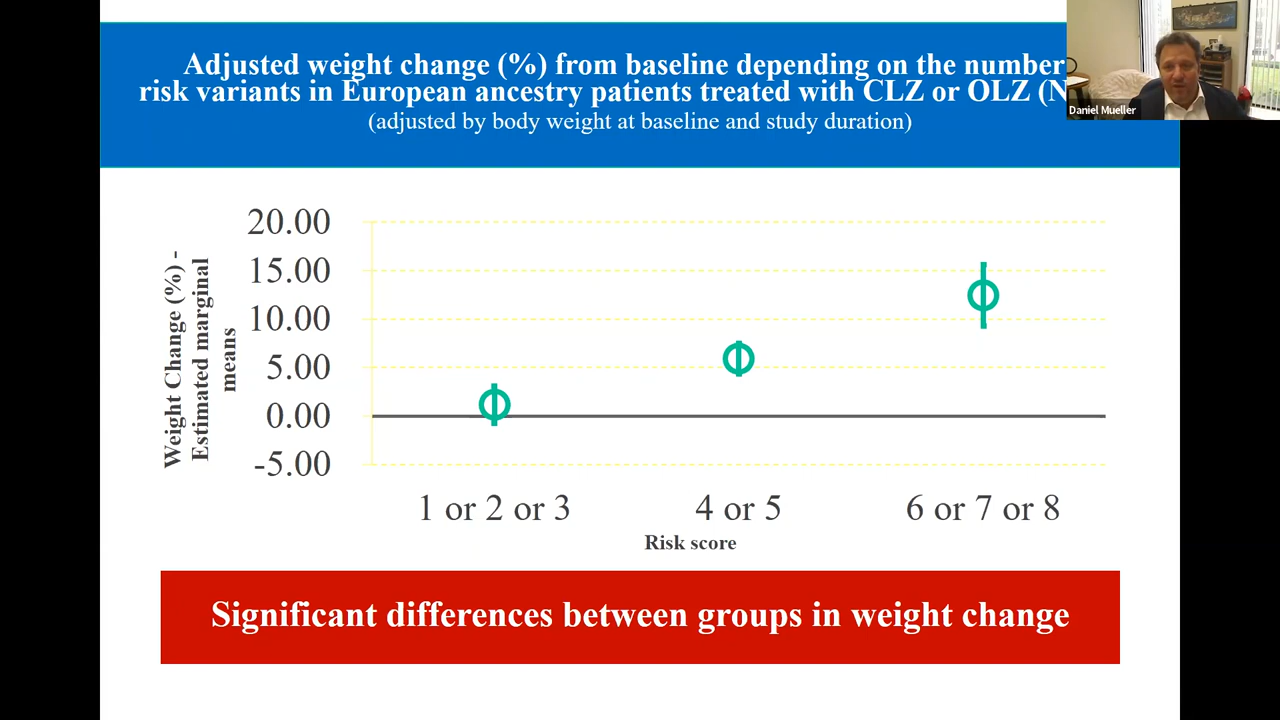 Adjusted weight change (%) from baseline depending on the number
risk variants in European ancestry patients treated with CLZ or OLZ (N
(adjusted by body weight at baseline and study duration)
Daniel Mueller
Weight Change (%) -
Estimated marginal
means
20.00
15.00
10.00
5.00
0.00
-5.00
1 or 2 or 3
4 or 5
6 or 7 or 8
Risk score
Significant differences between groups in weight change